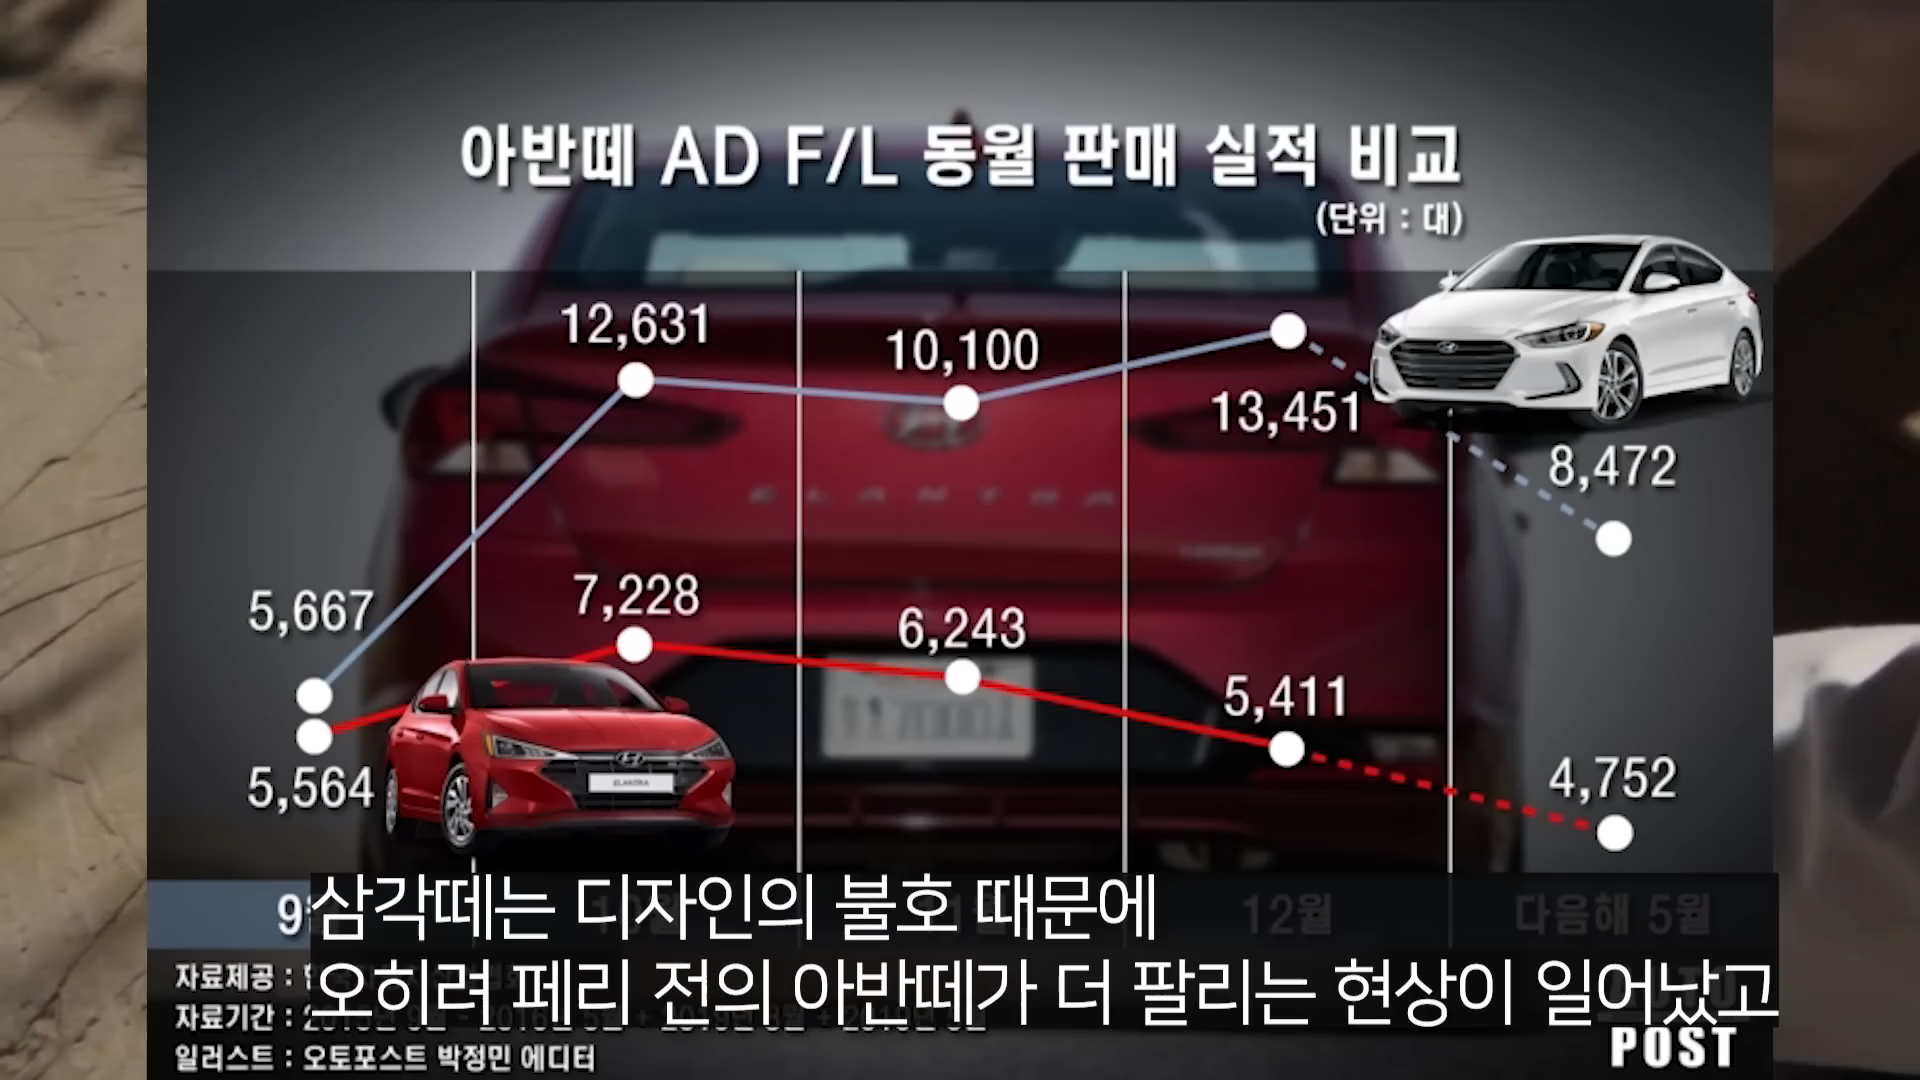 아반떼 AD F/L 동월 판매 실적 비교
(단위 : 대)
12,631
10,100
13,451
8,472
5,667
7,228
6,243
5,411
4,752
5,564
ELANTRA
ELANTRA
9
12월
다음해 5월
삼각떼는 디자인의 불호 때문에
오히려 페리 전의 아반떼가 더 팔리는 현상이 일어났고
자료제공 :
자료기간 :
일러스트 : 오토포스트 박정민 에디터
POST